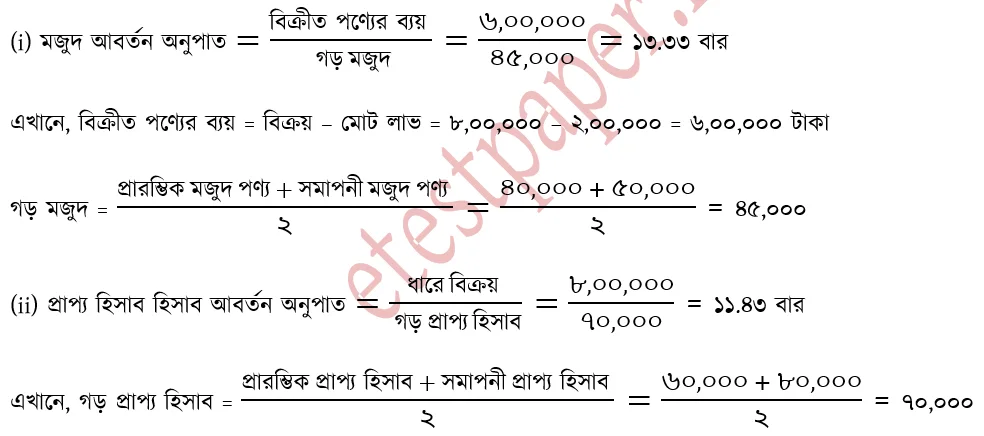 (i) মজুদ আবর্তন অনুপাত = বিক্রীত পণ্যের ব্যয় / গড় মজুদ = ৬,০০,০০০ / ৪৫,০০০ = ১৩.৩৩ বার
এখানে, বিক্রীত পণ্যের ব্যয় = বিক্রয় – মোট লাভ = ৮,০০,০০০ – ২,০০,০০০ = ৬,০০,০০০ টাকা
গড় মজুদ = প্রারম্ভিক মজুদ পণ্য + সমাপনী মজুদ পণ্য / ২ = ৪০,০০০ + ৫০,০০০ / ২ = ৪৫,০০০
(ii) প্রাপ্য হিসাব হিসাব আবর্তন অনুপাত = ধারে বিক্রয় / গড় প্রাপ্য হিসাব = ৮,০০,০০০ / ৭০,০০০ = ১১.৪৩ বার
এখানে, গড় প্রাপ্য হিসাব = প্রারম্ভিক প্রাপ্য হিসাব + সমাপনী প্রাপ্য হিসাব / ২ = ৬০,০০০ + ৮০,০০০ / ২ = ৭০,০০০
etestpaper.